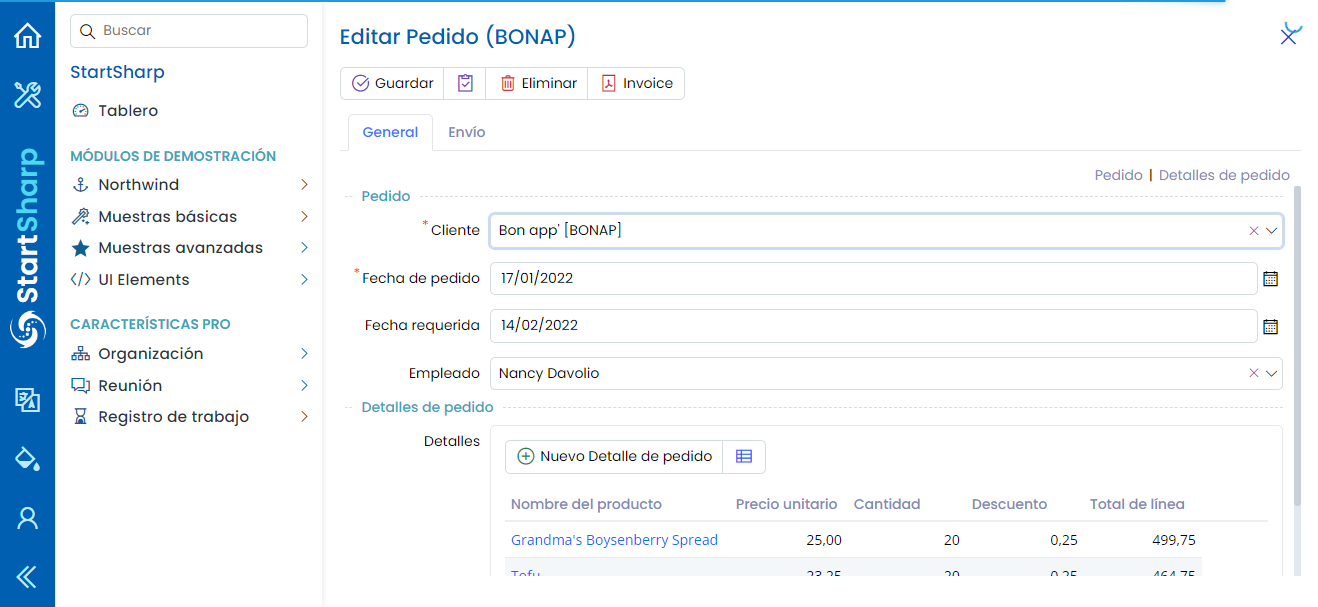 Buscar
StartSharp
Tablero
MÓDULOS DE DEMOSTRACIÓN
Northwind
Muestras básicas
Muestras avanzadas
UI Elements
CARACTERÍSTICAS PRO
Organización
Reunión
Registro de trabajo
StartSharp
Editar Pedido (BONAP)
Guardar Eliminar Invoice
General Envío
Pedido | Detalles de pedido
Pedido
* Cliente Bon app' [BONAP]
* Fecha de pedido 17/01/2022
Fecha requerida 14/02/2022
Empleado Nancy Davolio
Detalles de pedido
Detalles
Nuevo Detalle de pedido
Nombre del producto Precio unitario Cantidad Descuento Total de línea
Grandma's Boysenberry Spread 25,00 20 0,25 499,75
Tofu 23,25 20 0,25 464,75